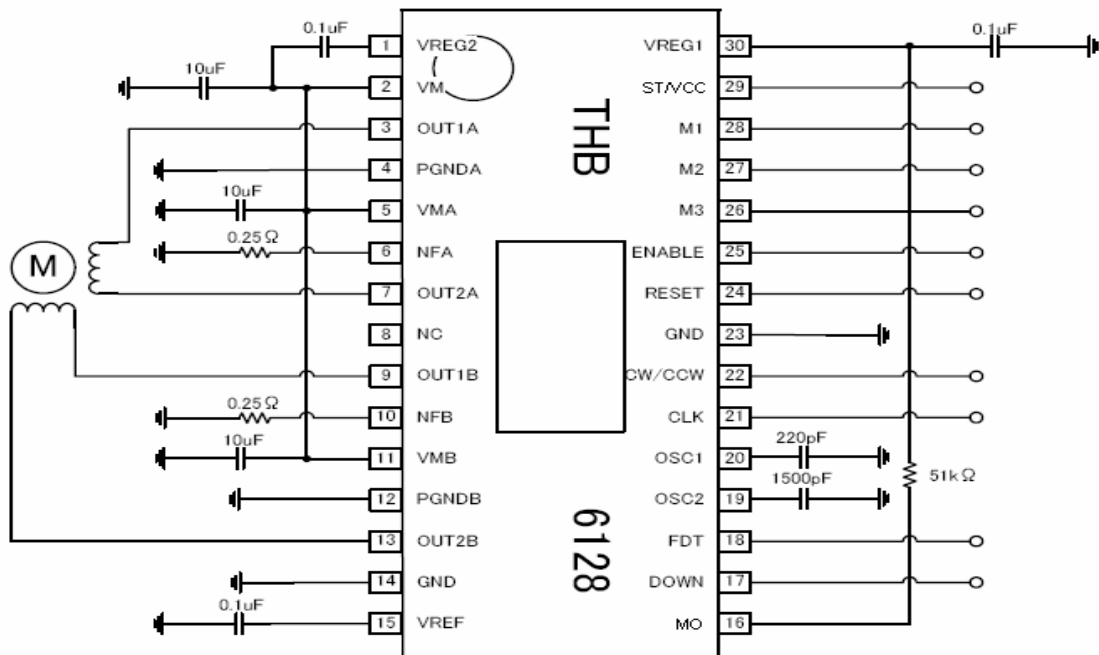 0.1uF
1 VREG2
10uF
2 VM
3 OUT1A
4 PGNDA
10uF
5 VMA
0.25Ω
6 NFA
M
7 OUT2A
8 NC
9 OUT1B
0.25Ω
10 NFB
10uF
11 VMB
12 PGNDB
13 OUT2B
14 GND
0.1uF
15 VREF
THB
6128
VREG1 30
0.1uF
ST/VCC 29
M1 28
M2 27
M3 26
ENABLE 25
RESET 24
GND 23
CW/CCW 22
CLK 21
220pF
OSC1 20
1500pF
OSC2 19
51kΩ
FDT 18
DOWN 17
MO 16